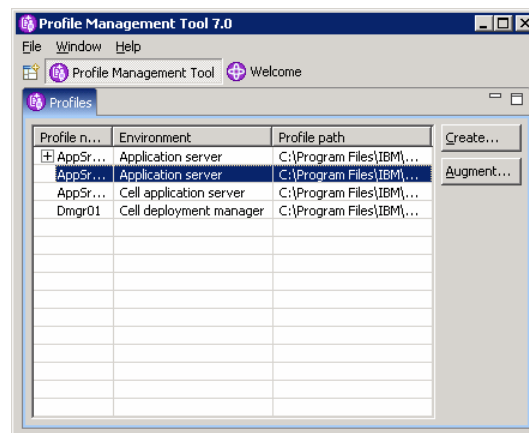 Profile Management Tool 7.0
File Window Help
Profile Management Tool Welcome
Profiles
Profile n... Environment Profile path
Create...
AppSr... Application server C:\Program Files\IBM\...
AppSr... Application server C:\Program Files\IBM\...
Augment...
AppSr... Cell application server C:\Program Files\IBM\...
Dmgr01 Cell deployment manager C:\Program Files\IBM\...